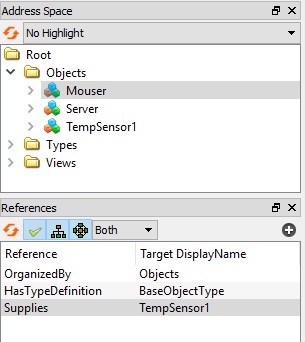 Address Space
No Highlight
Root
Objects
Mouser
Server
TempSensor1
Types
Views
References
Both
Reference Target DisplayName
OrganizedBy Objects
HasTypeDefinition BaseObjectType
Supplies TempSensor1